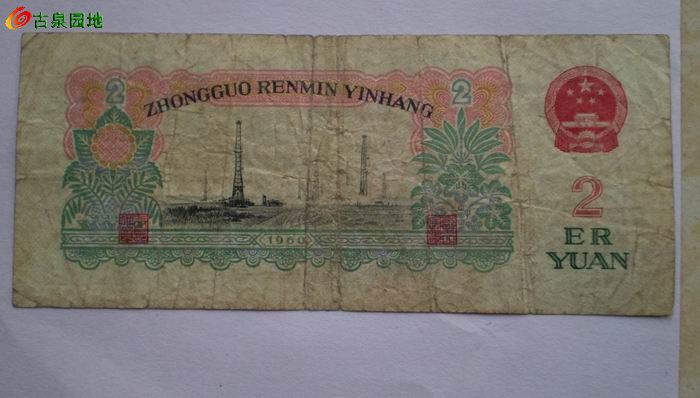 古泉园地
2
2
ZHONGGUO RENMIN YINHANG
1960
2
ER
YUAN